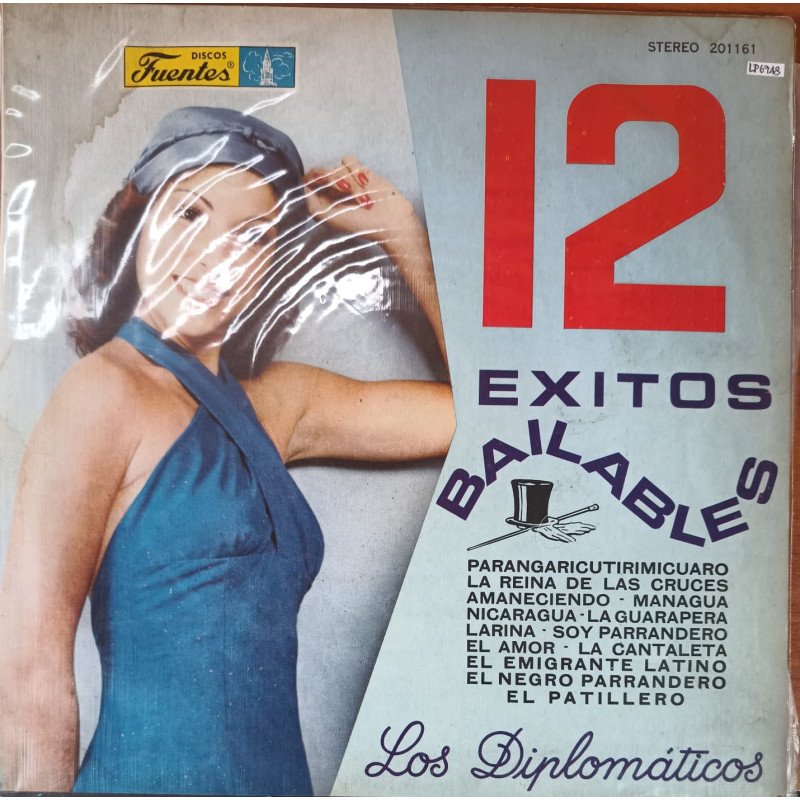 DISCOS
Fuentes®
STEREO 201161
LP69A8
12
EXITOS
BAILABLES
PARANGARICUTIRIMICUARO
LA REINA DE LAS CRUCES
AMANECIENDO - MANAGUA
NICARAGUA - LA GUARAPERA
LARINA - SOY PARRANDERO
EL AMOR - LA CANTALETA
EL EMIGRANTE LATINO
EL NEGRO PARRANDERO
EL PATILLERO
Los Diplomáticos